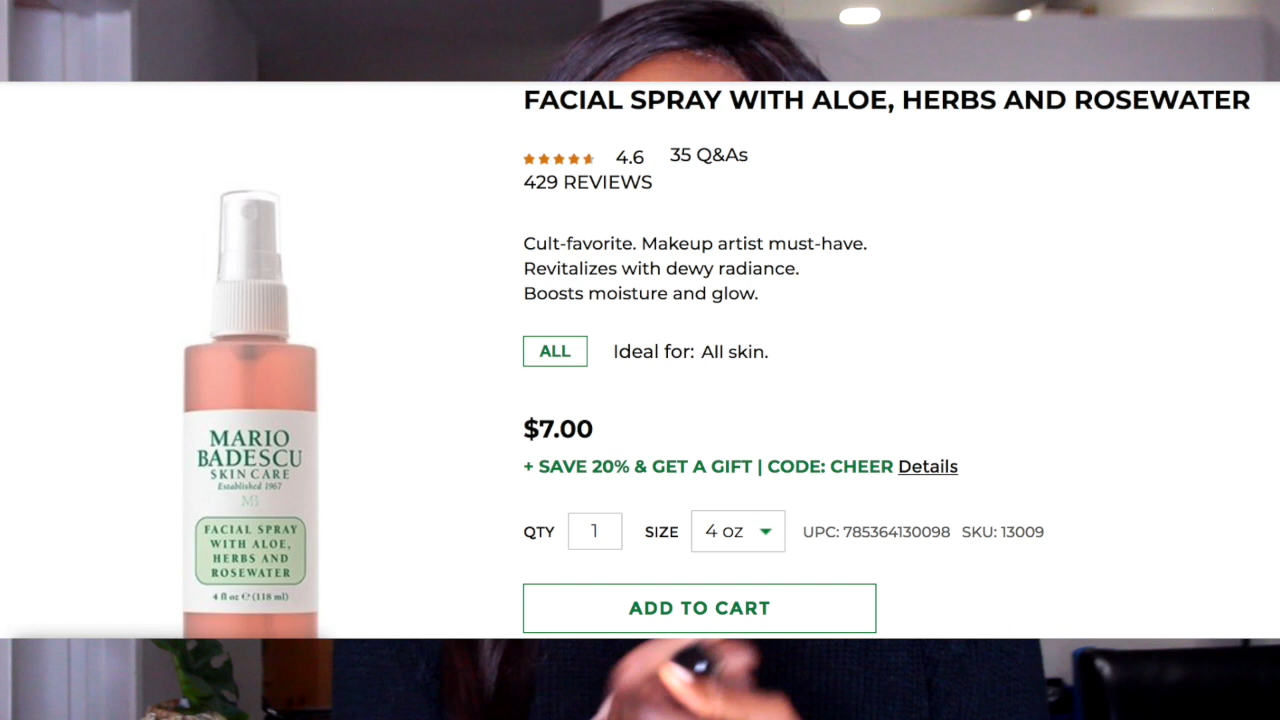 FACIAL SPRAY WITH ALOE, HERBS AND ROSEWATER
4.6 35 Q&As
429 REVIEWS
Cult-favorite. Makeup artist must-have.
Revitalizes with dewy radiance.
Boosts moisture and glow.
ALL Ideal for: All skin.
$7.00
+ SAVE 20% & GET A GIFT | CODE: CHEER Details
QTY 1 SIZE 4 oz UPC: 785364130098 SKU: 13009
ADD TO CART
MARIO
BADESCU
SKIN CARE
Established 1967
MB
FACIAL SPRAY
WITH ALOE,
HERBS AND
ROSEWATER
4 fl oz ℮ (118 ml)